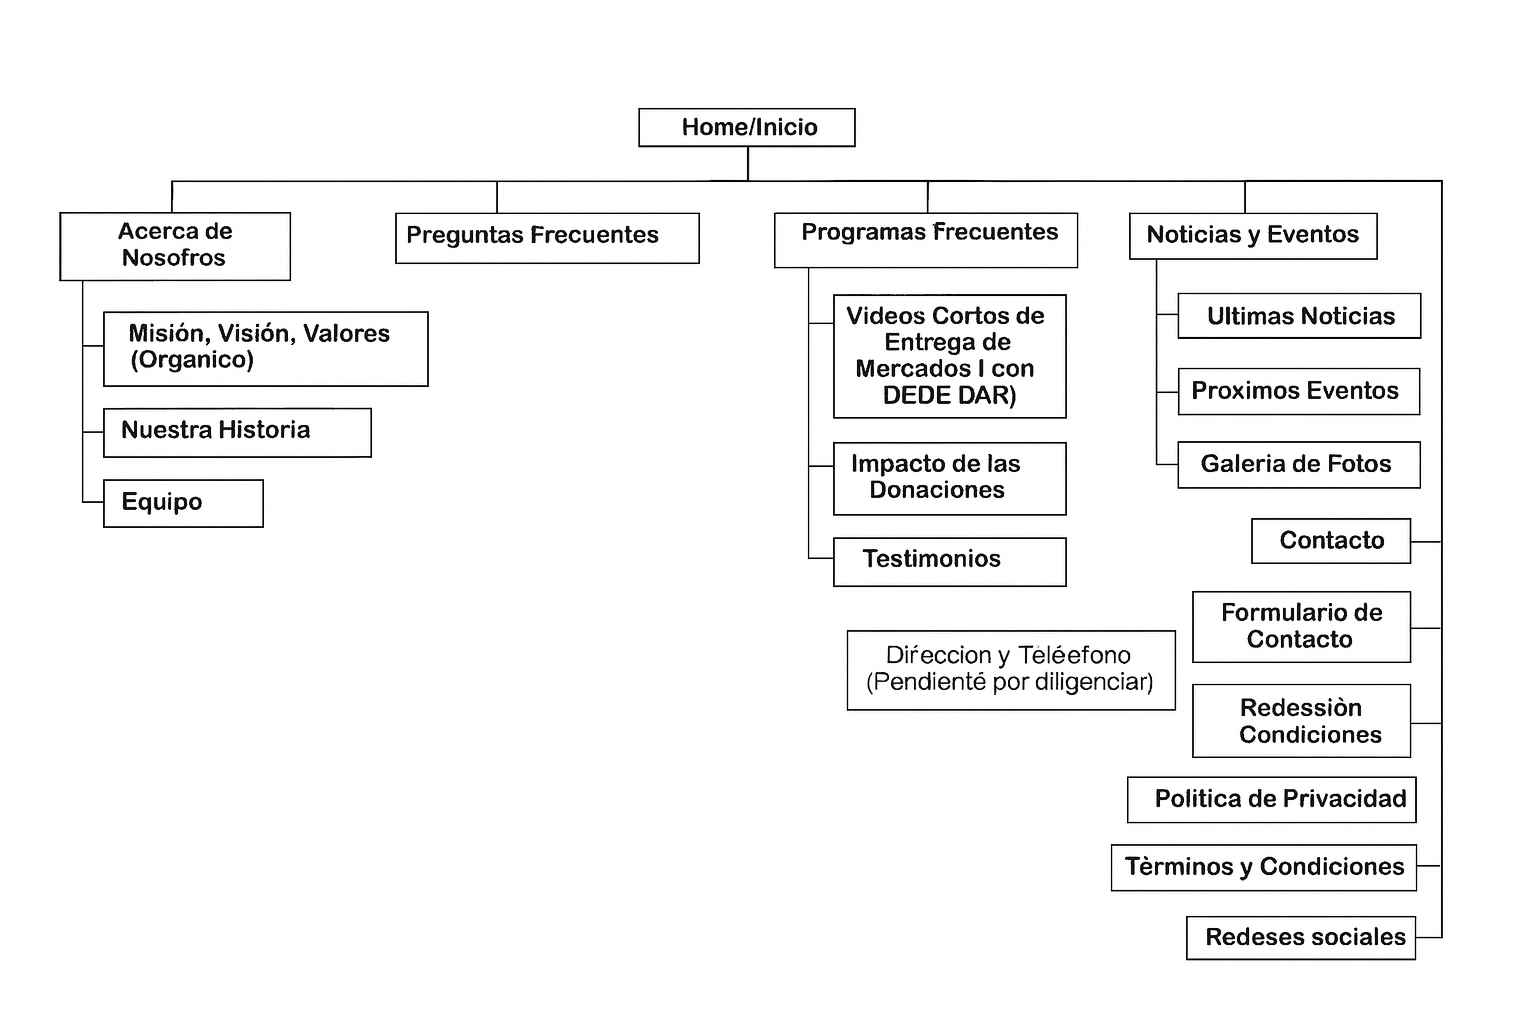 Home/Inicio
Acerca de
Nosofros
Misión, Visión, Valores
(Organico)
Nuestra Historia
Equipo
Preguntas Frecuentes
Programas Frecuentes
Videos Cortos de
Entrega de
Mercados I con
DEDE DAR)
Impacto de las
Donaciones
Testimonios
Direccion y Teléefono
(Pendienté por diligenciar)
Noticias y Eventos
Ultimas Noticias
Proximos Eventos
Galeria de Fotos
Contacto
Formulario de
Contacto
Redessiòn
Condiciones
Politica de Privacidad
Tèrminos y Condiciones
Redeses sociales